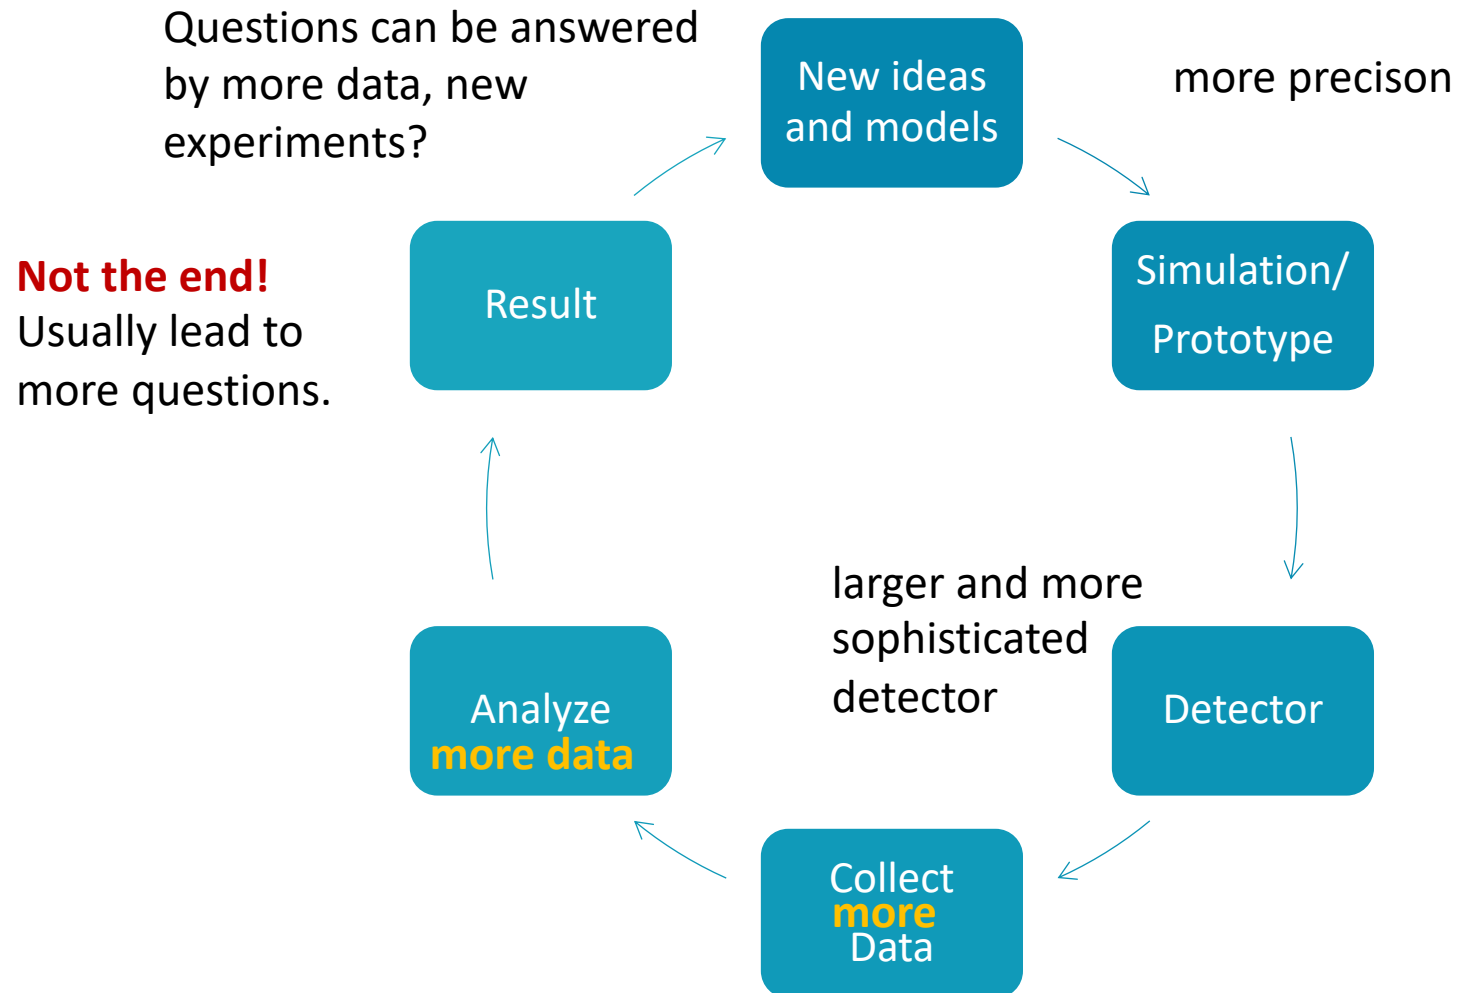 Questions can be answered
by more data, new
experiments?
New ideas
and models
more precison
Simulation/
Prototype
Not the end!
Usually lead to
more questions.
Result
larger and more
sophisticated
detector
Detector
Analyze
more data
Collect
more
Data